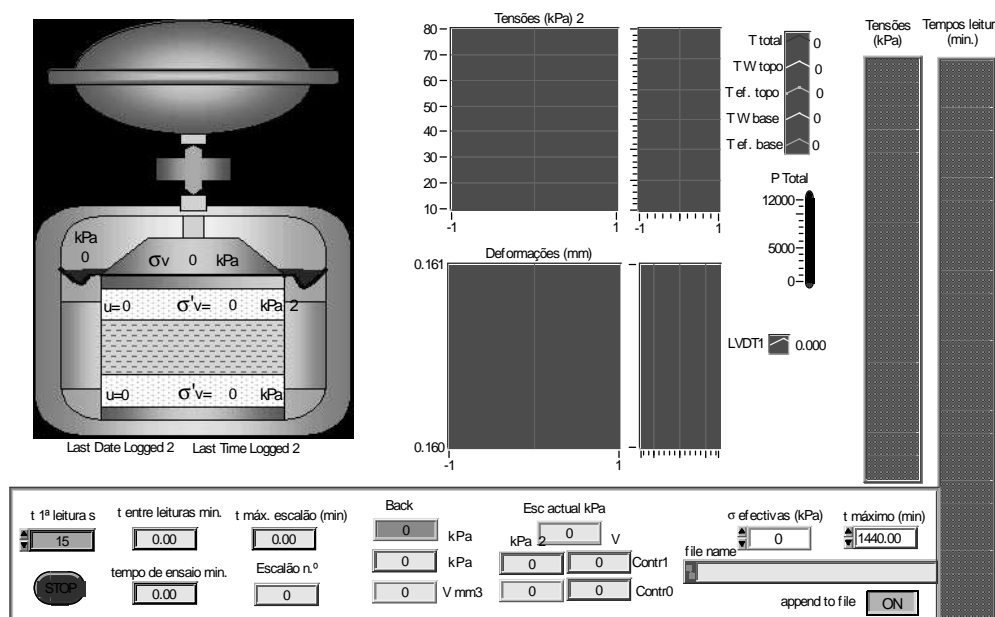 Tensões (kPa) 2
80
70
60
50
40
30
20
10
-1
1
1
T total 0
TW topo 0
T ef. topo 0
TW base 0
T ef. base 0
P Total
12000
5000
0
Tensões
(kPa)
Tempos leitur
(min.)
kPa
0
σv 0 kPa
u=0 σ'v= 0 kPa 2
u=0 σ'v= 0 kPa
Last Date Logged 2 Last Time Logged 2
Deformações (mm)
0.161
0.160
-1
1
LVDT1 0.000
t 1ª leitura s
15
STOP
t entre leituras min.
0.00
tempo de ensaio min.
0.00
t máx. escalão (min)
0.00
Escalão n.º
0
Back
0 kPa
0 kPa
0 V mm3
Esc actual kPa
0 V
kPa 2
0 0 Contr1
0 0 Contr0
σ efectivas (kPa)
0
t máximo (min)
1440.00
file name
append to file ON